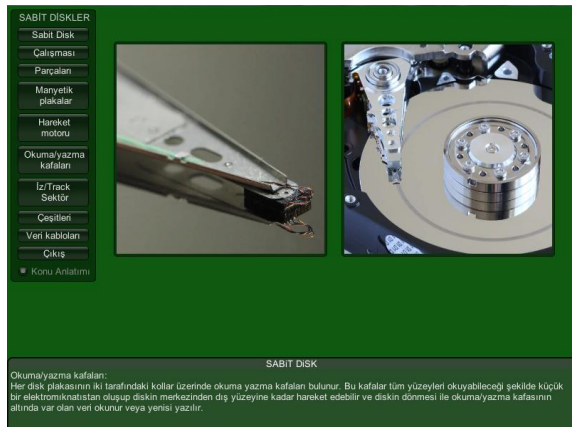 SABİT DİSKLER
Sabit Disk
Çalışması
Parçaları
Manyetik
plakalar
Hareket
motoru
Okuma/yazma
kafaları
İz/Track
Sektör
Çeşitleri
Veri kabloları
Çıkış
Konu Anlatımı
SABİT DİSK
Okuma/yazma kafaları:
Her disk plakasının iki tarafındaki kollar üzerinde okuma yazma kafaları bulunur. Bu kafalar tüm yüzeyleri okuyabileceği şekilde küçük
bir elektromıknatıstan oluşup diskin merkezinden dış yüzeyine kadar hareket edebilir ve diskin dönmesi ile okuma/yazma kafasının
altında var olan veri okunur veya yenisi yazılır.